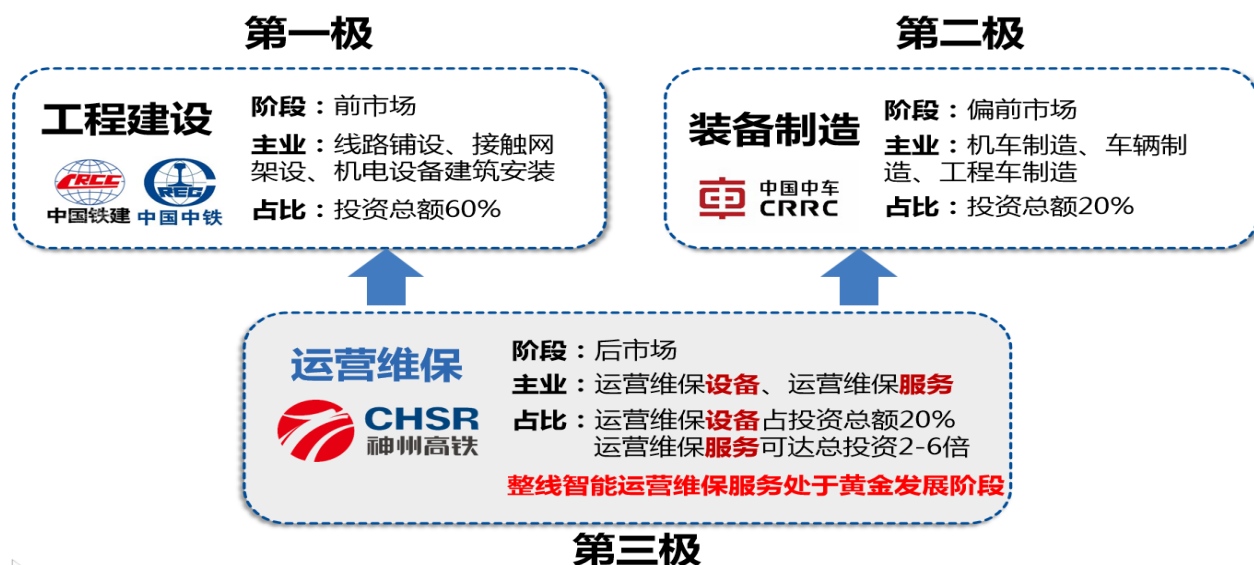 第一极
工程建设
CRCC
中国铁建
CREG
中国中铁
阶段：前市场
主业：线路铺设、接触网
架设、机电设备建筑安装
占比：投资总额60%
第二极
装备制造
中国中车
CRRC
阶段：偏前市场
主业：机车制造、车辆制
造、工程车制造
占比：投资总额20%
运营维保
CHSR
神州高铁
阶段：后市场
主业：运营维保设备、运营维保服务
占比：运营维保设备占投资总额20%
运营维保服务可达总投资2-6倍
整线智能运营维保服务处于黄金发展阶段
第三极